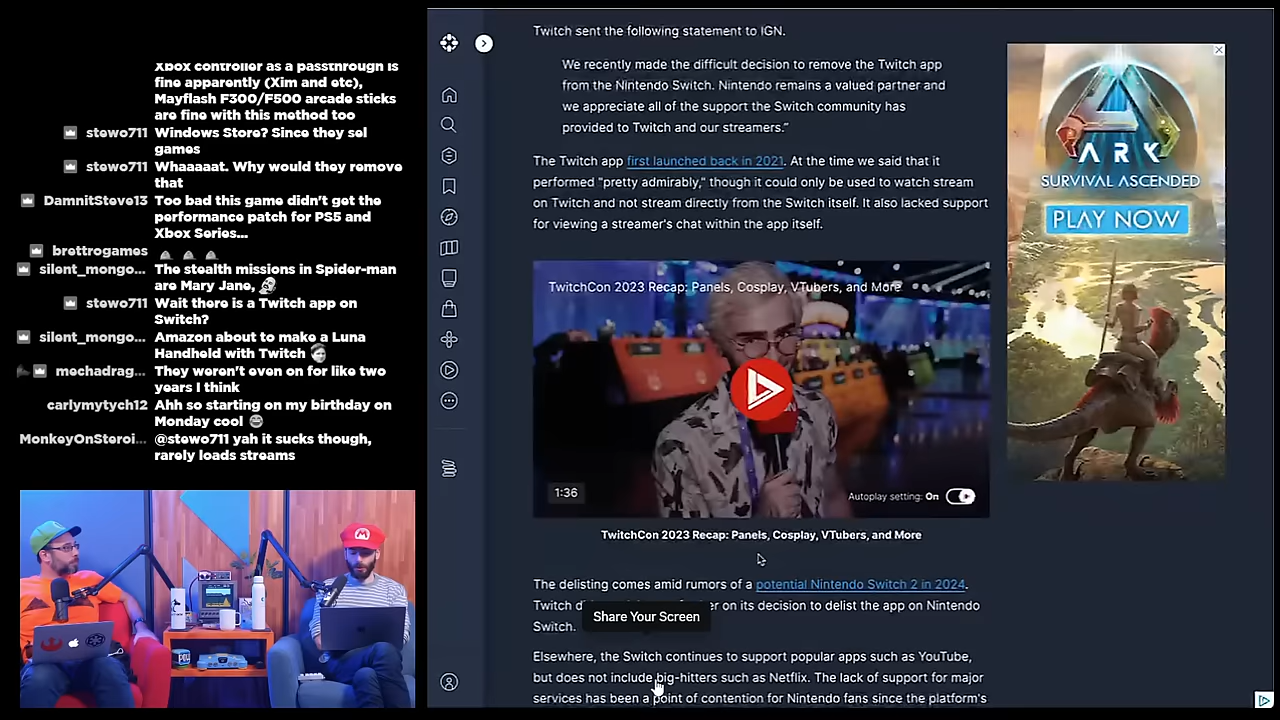 Xbox controller as a passthrough is
fine apparently (Xim and etc),
Mayflash F300/F500 arcade sticks
are fine with this method too
stewo711 Windows Store? Since they sel
games
stewo711 Whaaaaat. Why would they remove
that
DamnitSteve13 Too bad this game didn't get the
performance patch for PS5 and
Xbox Series...
brettrogames
silent_mongo... The stealth missions in Spider-man
are Mary Jane,
stewo711 Wait there is a Twitch app on
Switch?
silent_mongo... Amazon about to make a Luna
Handheld with Twitch
mechadrag... They weren't even on for like two
years I think
carlymytych12 Ahh so starting on my birthday on
Monday cool
MonkeyOnSteroi... @stewo711 yah it sucks though,
rarely loads streams
Twitch sent the following statement to IGN.
We recently made the difficult decision to remove the Twitch app
from the Nintendo Switch. Nintendo remains a valued partner and
we appreciate all of the support the Switch community has
provided to Twitch and our streamers.”
The Twitch app first launched back in 2021. At the time we said that it
performed "pretty admirably," though it could only be used to watch stream
on Twitch and not stream directly from the Switch itself. It also lacked support
for viewing a streamer's chat within the app itself.
TwitchCon 2023 Recap: Panels, Cosplay, VTubers, and More
1:36
Autoplay setting: On
TwitchCon 2023 Recap: Panels, Cosplay, VTubers, and More
The delisting comes amid rumors of a potential Nintendo Switch 2 in 2024.
Twitch on its decision to delist the app on Nintendo
Switch.
Share Your Screen
Elsewhere, the Switch continues to support popular apps such as YouTube,
but does not include big-hitters such as Netflix. The lack of support for major
services has been a point of contention for Nintendo fans since the platform's
ARK
SURVIVAL ASCENDED
PLAY NOW